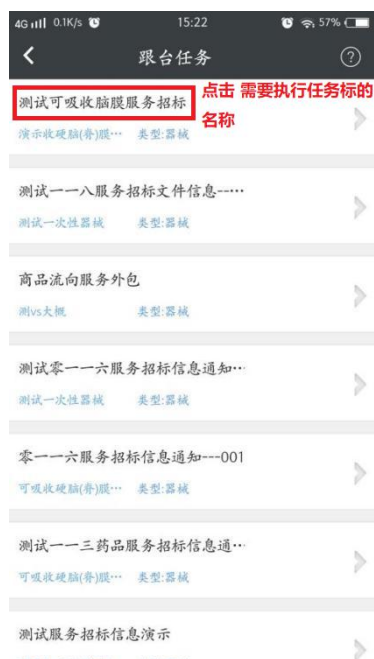 4G 0.1K/s 15:22 57%
跟台任务 ?
测试可吸收脑膜服务招标
点击 需要执行任务标的
名称
演示收硬脑(脊)膜… 类型:器械
测试一一八服务招标文件信息--…
测试一次性器械 类型:器械
商品流向服务外包
测vs大概 类型:器械
测试零一一六服务招标信息通知…
测试一次性器械 类型:器械
零一一六服务招标信息通知---001
可吸收硬脑(脊)膜… 类型:器械
测试一一三药品服务招标信息通…
可吸收硬脑(脊)膜… 类型:器械
测试服务招标信息演示